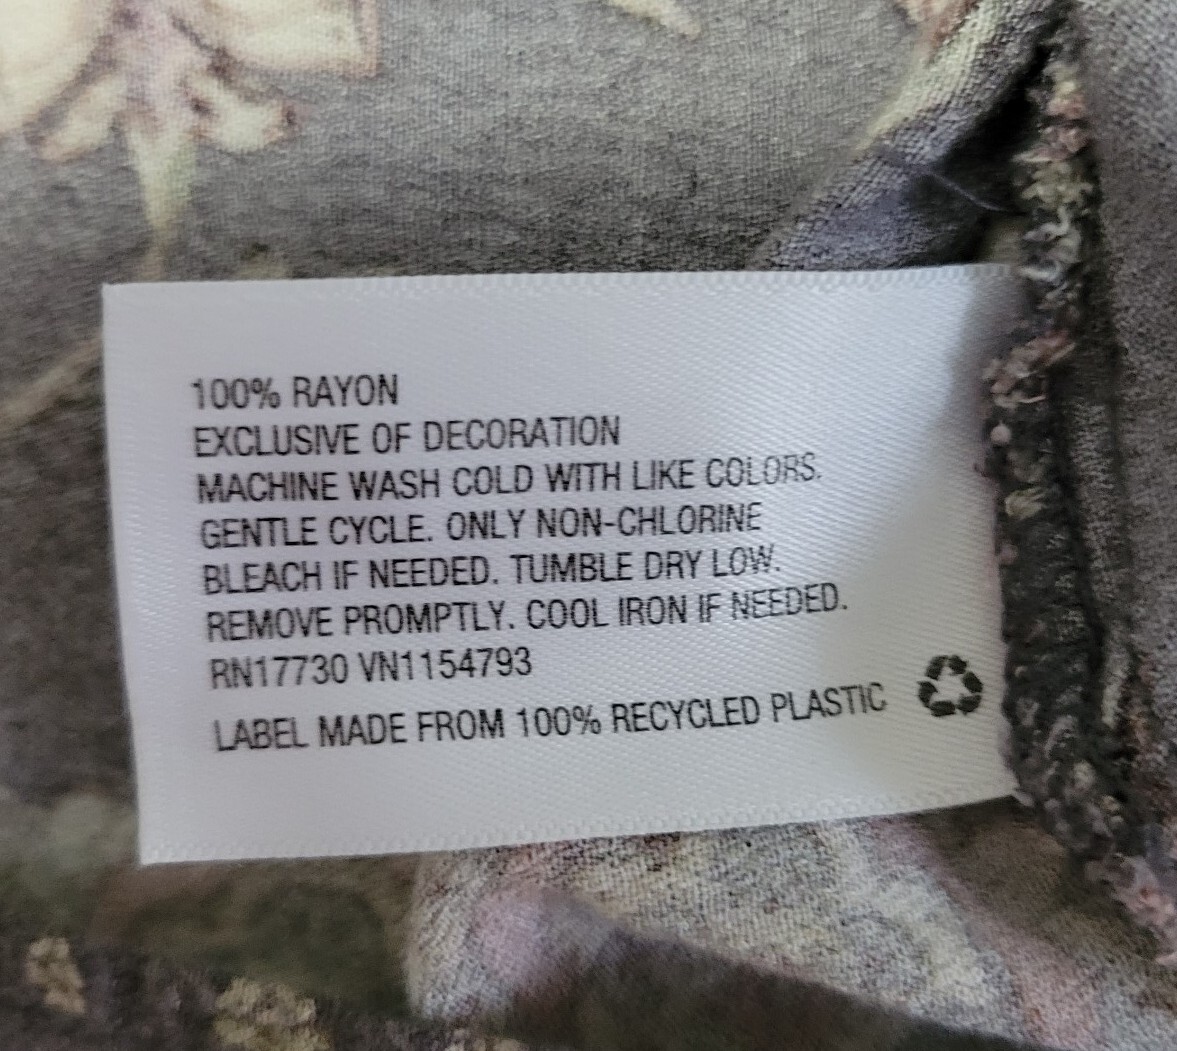 100% RAYON
EXCLUSIVE OF DECORATION
MACHINE WASH COLD WITH LIKE COLORS.
GENTLE CYCLE. ONLY NON-CHLORINE
BLEACH IF NEEDED. TUMBLE DRY LOW.
REMOVE PROMPTLY. COOL IRON IF NEEDED.
RN17730 VN1154793
LABEL MADE FROM 100% RECYCLED PLASTIC